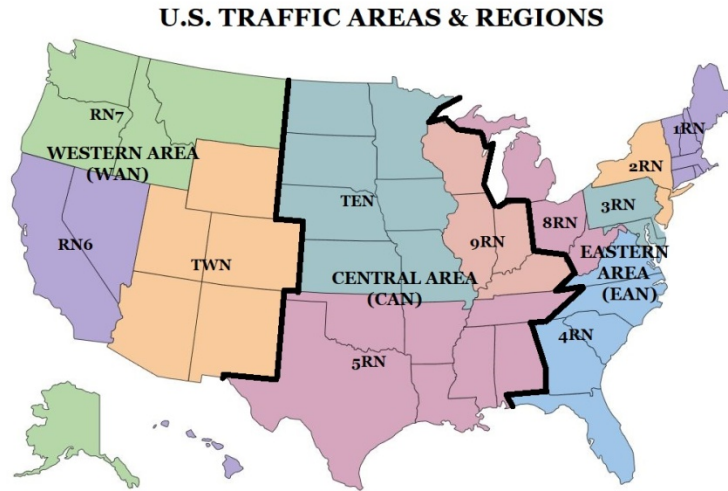 U.S. TRAFFIC AREAS & REGIONS
RN7
WESTERN AREA
(WAN)
RN6
TWN
TEN
CENTRAL AREA
(CAN)
5RN
9RN
8RN
1RN
2RN
3RN
EASTERN
AREA
(EAN)
4RN